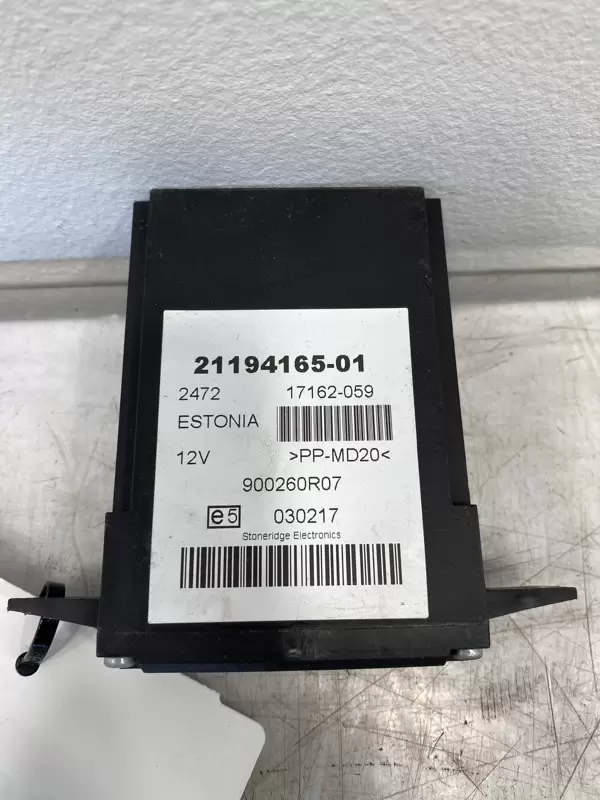 21194165-01
2472 17162-059
ESTONIA
12V >PP-MD20<
900260R07
e5 030217
Stoneridge Electronics